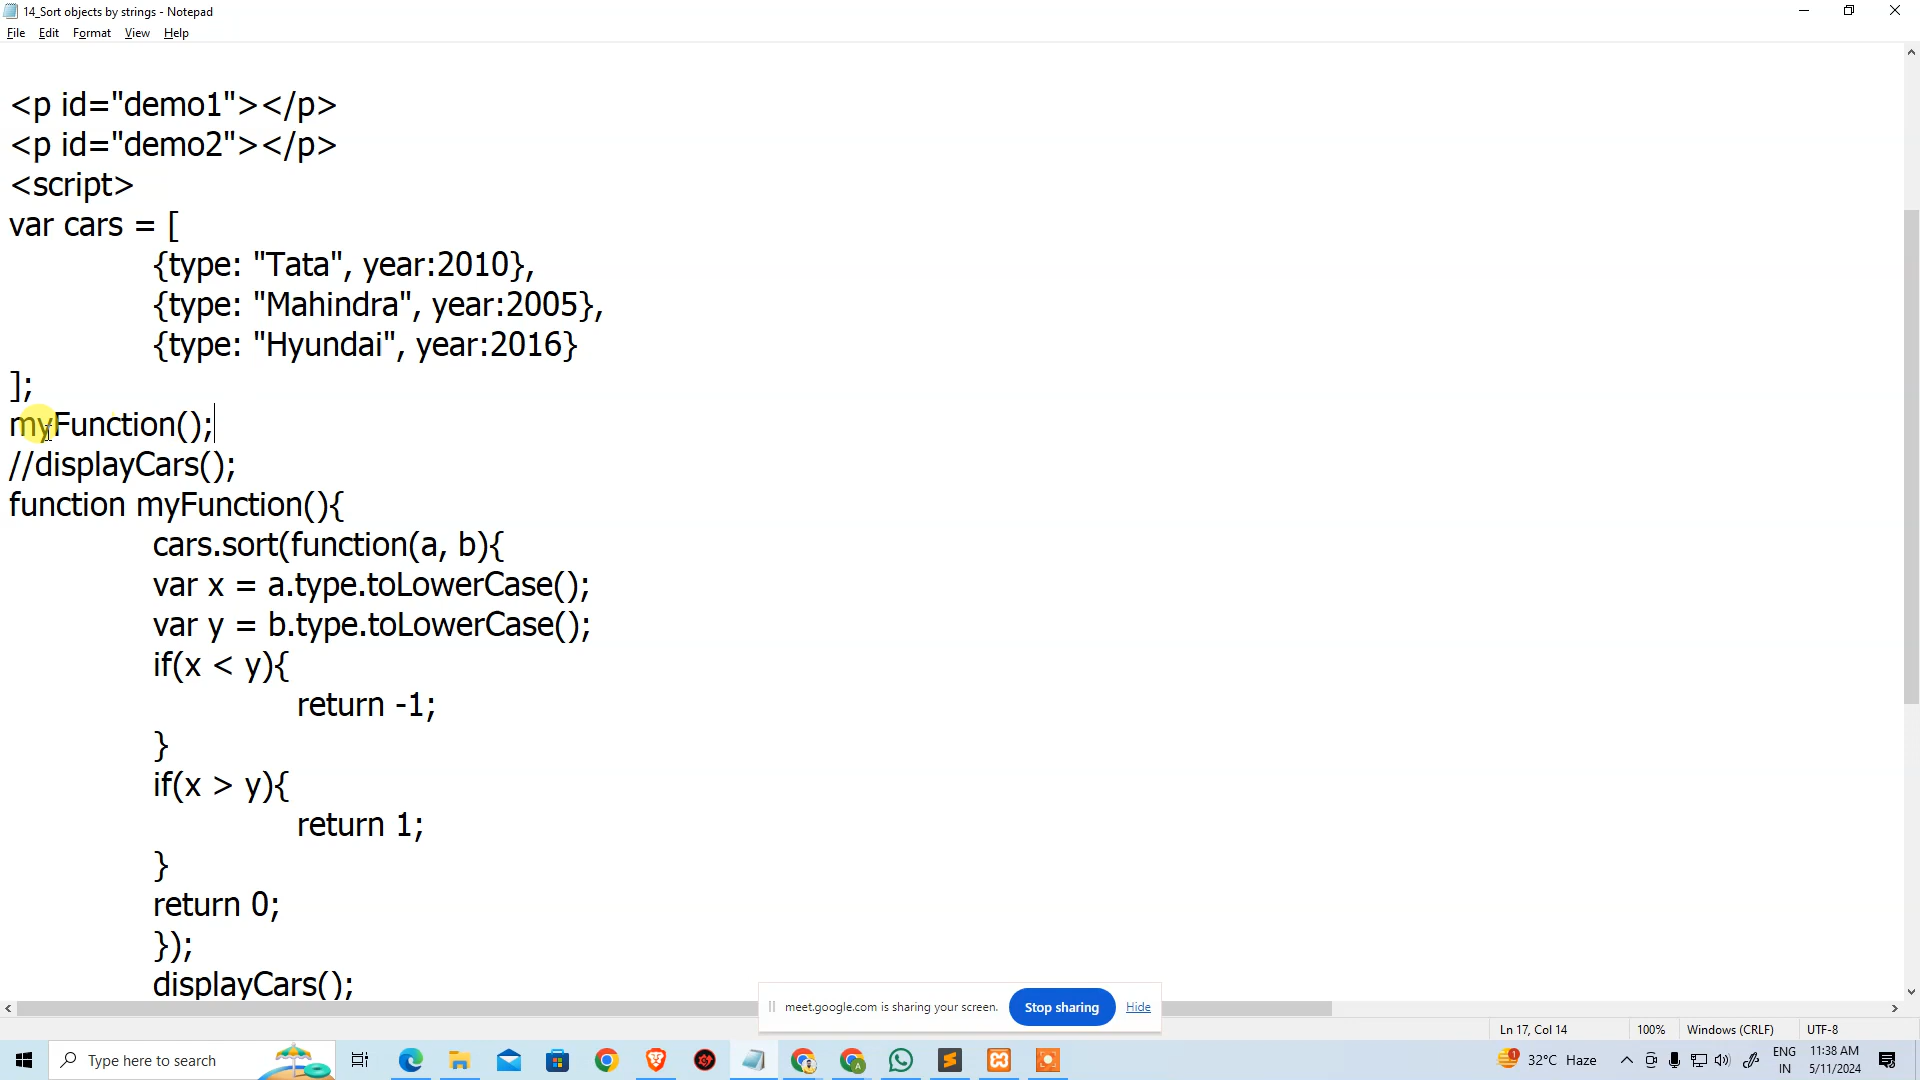 14_Sort objects by strings - Notepad
File Edit Format View Help
<p id="demo1"></p>
<p id="demo2"></p>
<script>
var cars = [
{type: "Tata", year:2010},
{type: "Mahindra", year:2005},
{type: "Hyundai", year:2016}
];
myFunction();
//displayCars();
function myFunction(){
cars.sort(function(a, b){
var x = a.type.toLowerCase();
var y = b.type.toLowerCase();
if(x < y){
return -1;
}
if(x > y){
return 1;
}
return 0;
});
displayCars();
meet.google.com is sharing your screen. Stop sharing Hide
Ln 17, Col 14 100% Windows (CRLF) UTF-8
Type here to search 1 32°C Haze ENG 11:38 AM
IN 5/11/2024